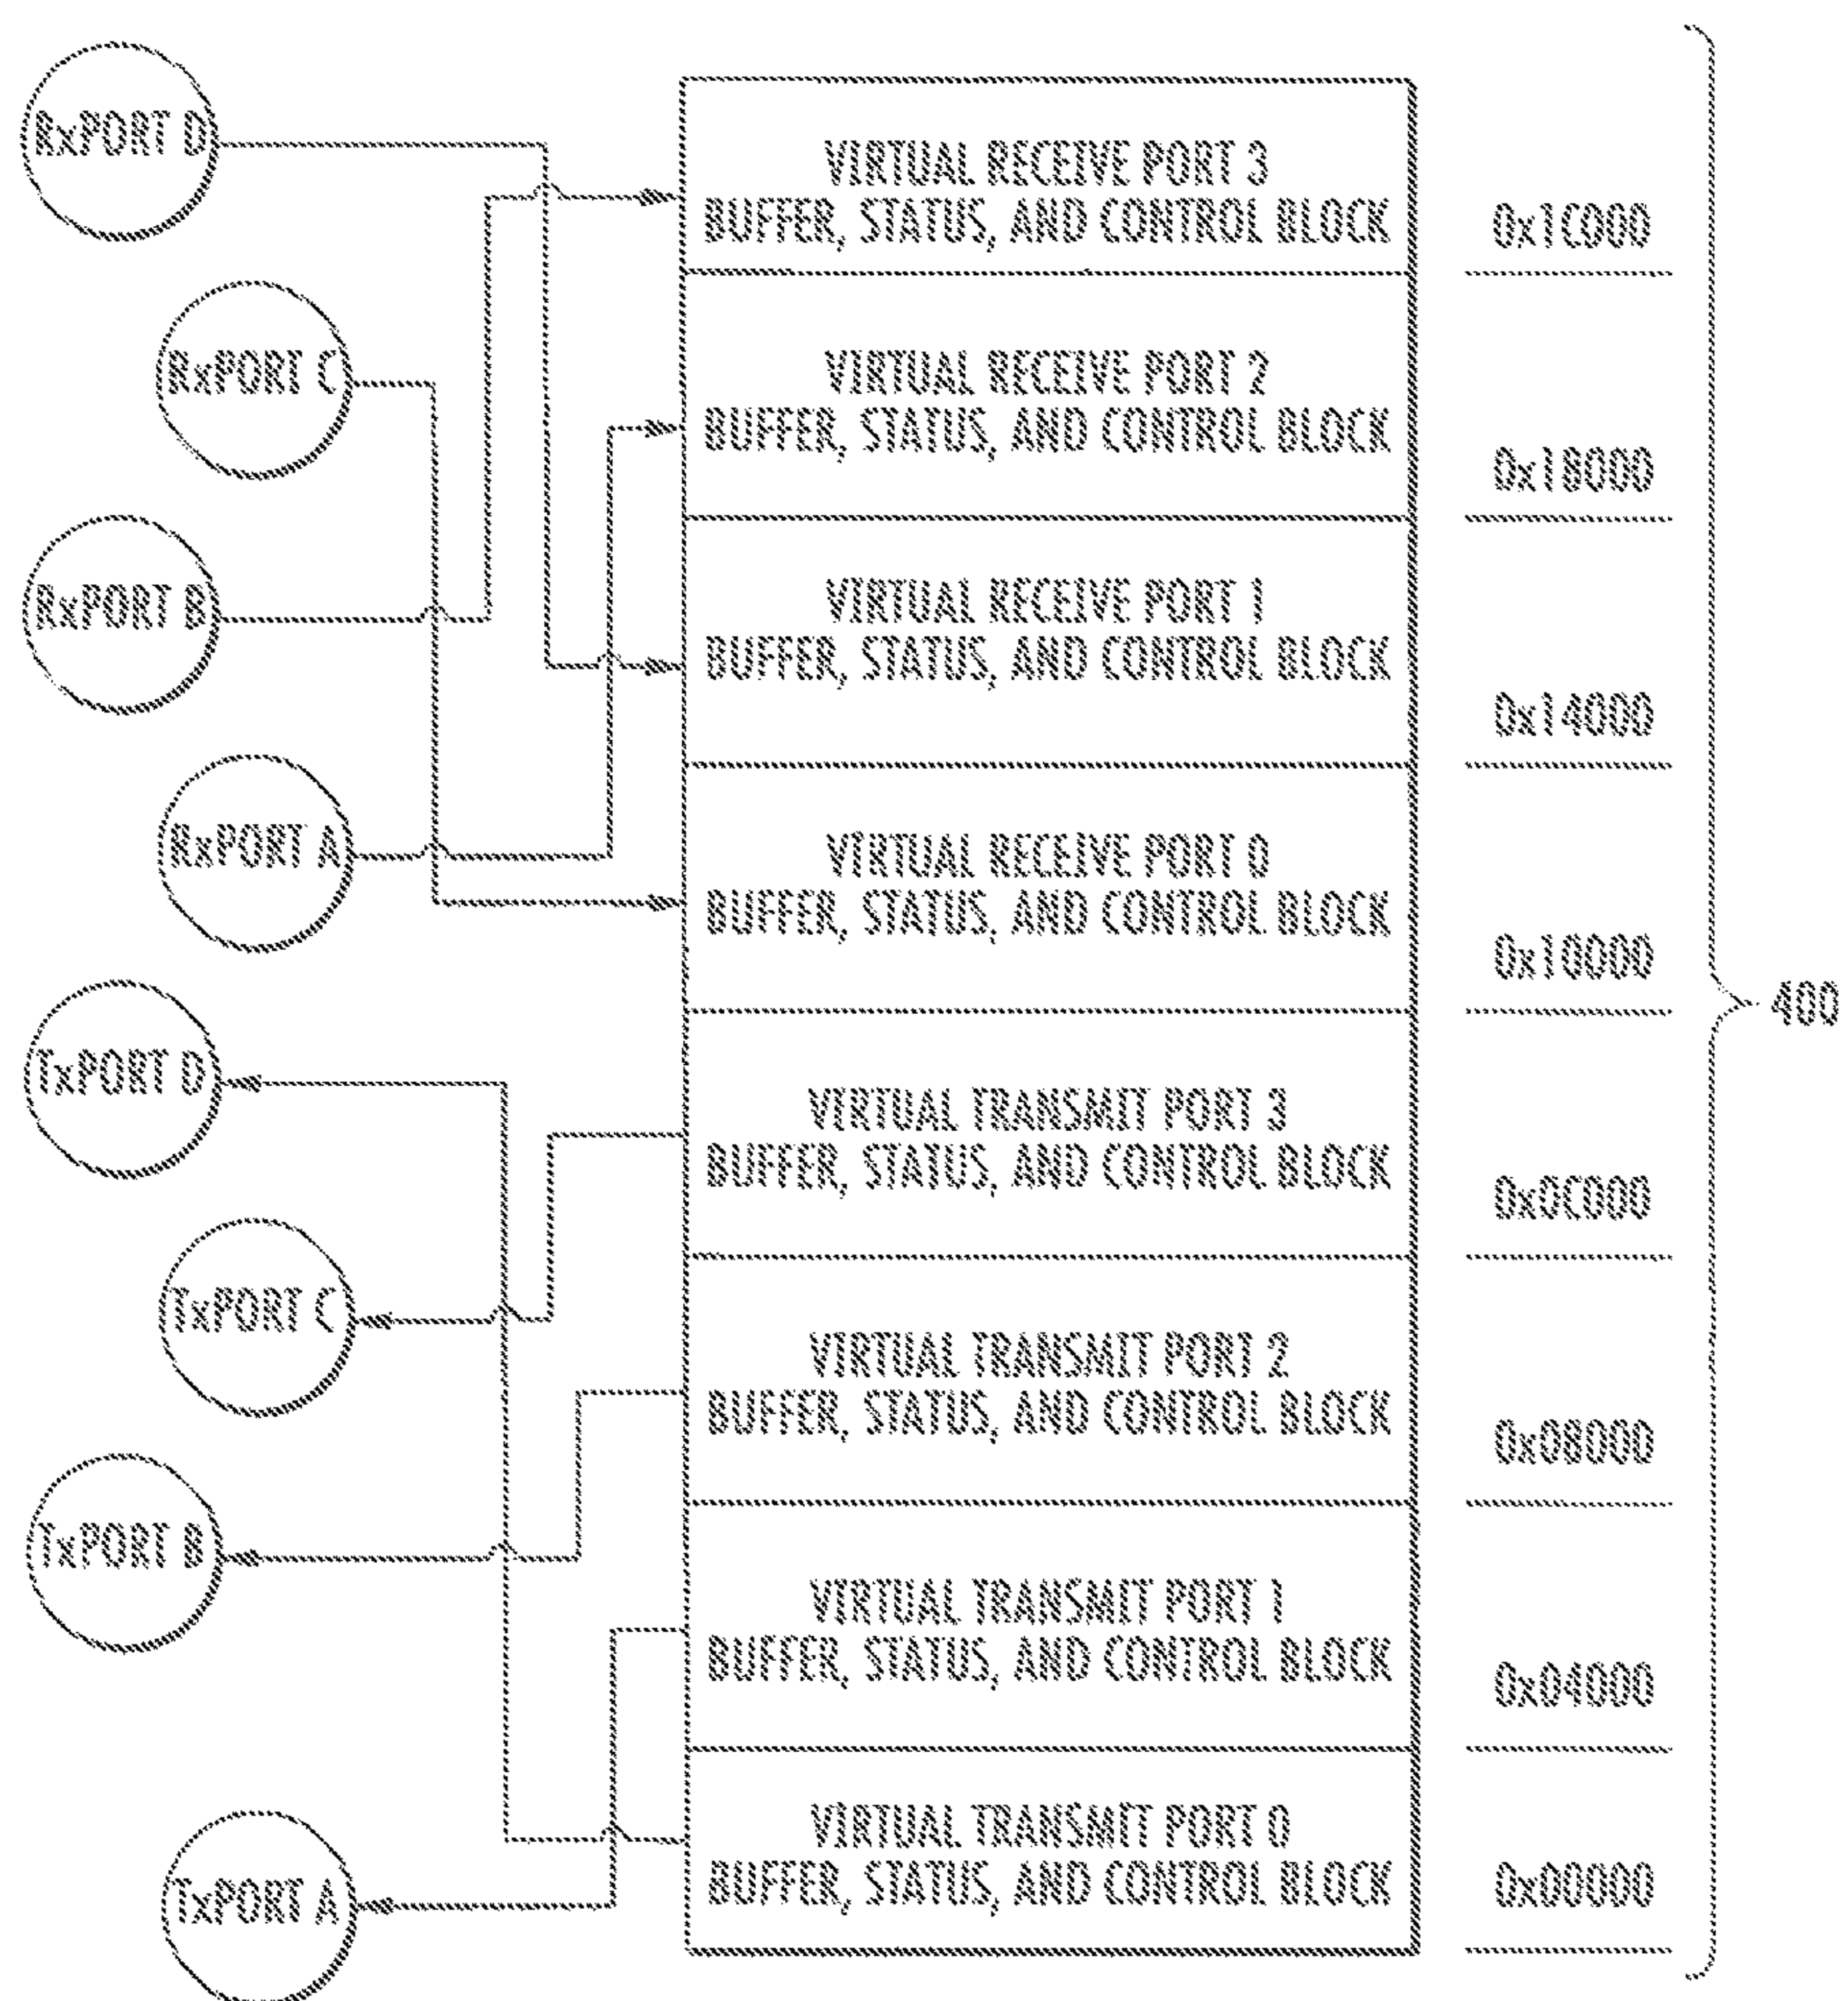 RxPORT D
RxPORT C
RxPORT B
RxPORT A
TxPORT D
TxPORT C
TxPORT B
TxPORT A
VIRTUAL RECEIVE PORT 3
BUFFER, STATUS, AND CONTROL BLOCK
VIRTUAL RECEIVE PORT 2
BUFFER, STATUS, AND CONTROL BLOCK
VIRTUAL RECEIVE PORT 1
BUFFER, STATUS, AND CONTROL BLOCK
VIRTUAL RECEIVE PORT 0
BUFFER, STATUS, AND CONTROL BLOCK
VIRTUAL TRANSMIT PORT 3
BUFFER, STATUS, AND CONTROL BLOCK
VIRTUAL TRANSMIT PORT 2
BUFFER, STATUS, AND CONTROL BLOCK
VIRTUAL TRANSMIT PORT 1
BUFFER, STATUS, AND CONTROL BLOCK
VIRTUAL TRANSMIT PORT 0
BUFFER, STATUS, AND CONTROL BLOCK
0x1C000
0x18000
0x14000
0x10000
0x0C000
0x08000
0x04000
0x00000
400